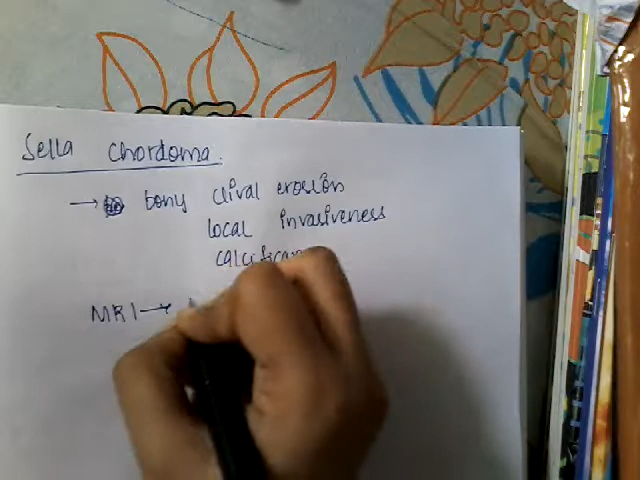 Sella Chordoma.
→ bony clival erosion
local invasiveness
MRI →